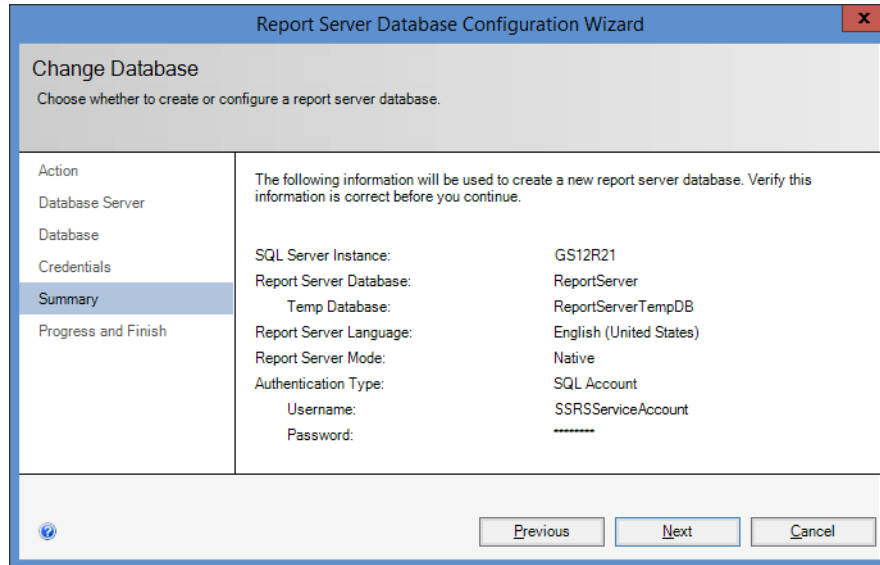 Report Server Database Configuration Wizard
x
Change Database
Choose whether to create or configure a report server database.
Action
Database Server
Database
Credentials
Summary
Progress and Finish
The following information will be used to create a new report server database. Verify this
information is correct before you continue.
SQL Server Instance: GS12R21
Report Server Database: ReportServer
Temp Database: ReportServerTempDB
Report Server Language: English (United States)
Report Server Mode: Native
Authentication Type: SQL Account
Username: SSRSServiceAccount
Password: ********
?
Previous Next Cancel